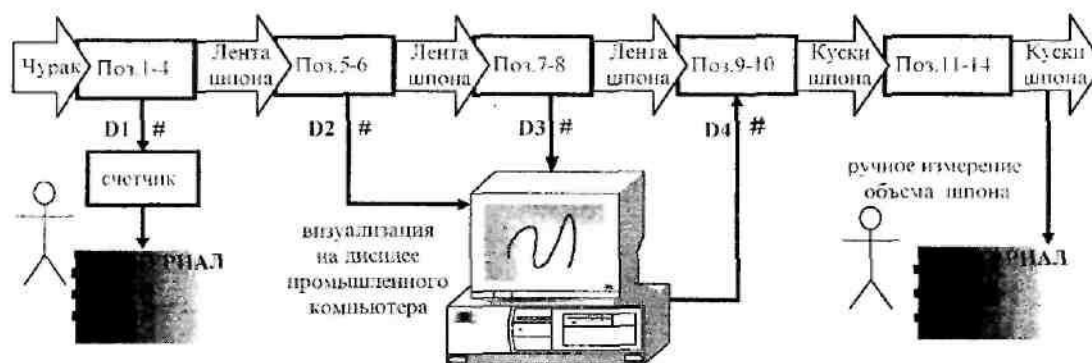 Чурак
Поз.1-4
Лента
шпона
Поз.5-6
Лента
шпона
Поз.7-8
Лента
шпона
Поз.9-10
Куски
шпона
Поз.11-14
Куски
шпона
D1 #
D2 #
D3 #
D4 #
счетчик
УРИАЛ
визуализация
на дисплее
промышленного
компьютера
ручное измерение
объема шпона
РИАЛ